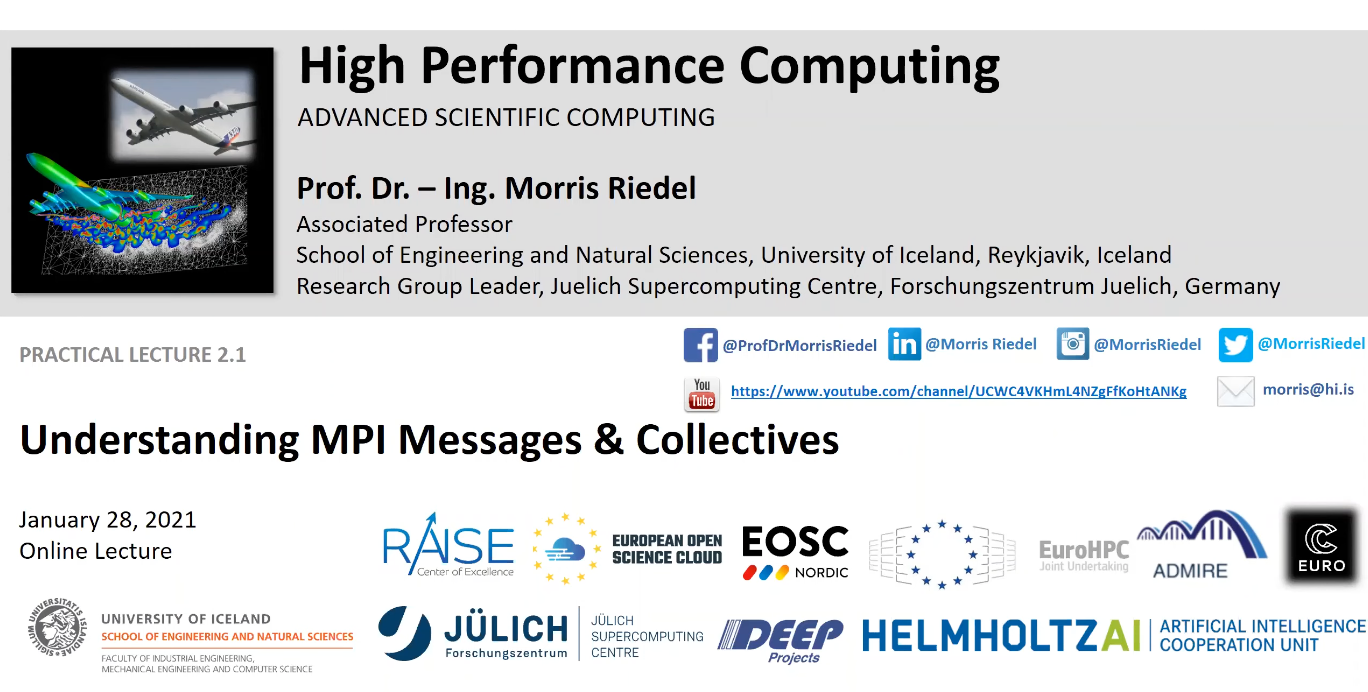 High Performance Computing
ADVANCED SCIENTIFIC COMPUTING
Prof. Dr. – Ing. Morris Riedel
Associated Professor
School of Engineering and Natural Sciences, University of Iceland, Reykjavik, Iceland
Research Group Leader, Juelich Supercomputing Centre, Forschungszentrum Juelich, Germany
PRACTICAL LECTURE 2.1
@ProfDrMorrisRiedel
in @Morris Riedel
@MorrisRiedel
@MorrisRiedel
You Tube
https://www.youtube.com/channel/UCWC4VKHmL4NZgFfKoHtANKg
morris@hi.is
Understanding MPI Messages & Collectives
January 28, 2021
Online Lecture
RAISE
Center of Excellence
EUROPEAN OPEN
SCIENCE CLOUD
EOSC
NORDIC
EuroHPC
Joint Undertaking
ADMIRE
EURO
UNIVERSITY OF ICELAND
SCHOOL OF ENGINEERING AND NATURAL SCIENCES
FACULTY OF INDUSTRIAL ENGINEERING,
MECHANICAL ENGINEERING AND COMPUTER SCIENCE
JÜLICH
Forschungszentrum
JÜLICH
SUPERCOMPUTING
CENTRE
DEEP
Projects
HELMHOLTZAI
ARTIFICIAL INTELLIGENCE
COOPERATION UNIT